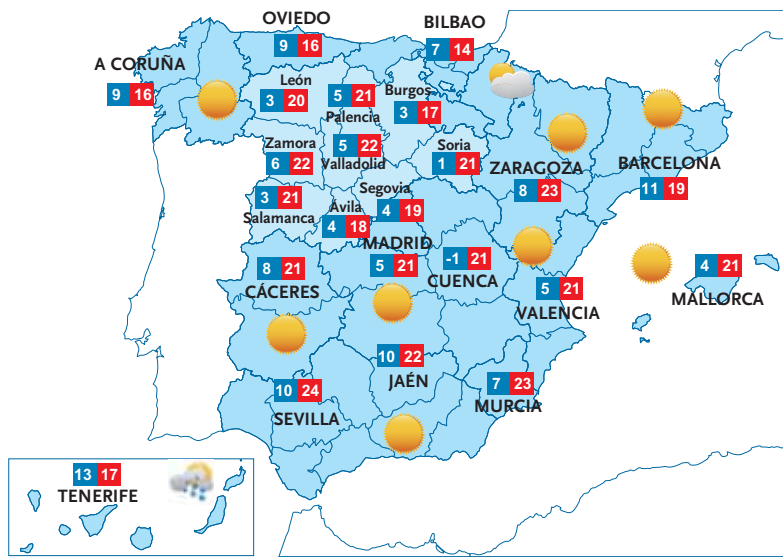 OVIEDO
9 16
BILBAO
7 14
A CORUÑA
9 16
León
3 20
5 21
Palencia
Burgos
3 17
Zamora
6 22
5 22
Valladolid
Soria
1 21
ZARAGOZA
8 23
BARCELONA
11 19
3 21
Salamanca
Ávila
4 18
Segovia
4 19
MADRID
5 21
-1 21
CUENCA
8 21
CÁCERES
5 21
VALENCIA
4 21
MALLORCA
10 22
JAÉN
7 23
MURCIA
10 24
SEVILLA
13 17
TENERIFE